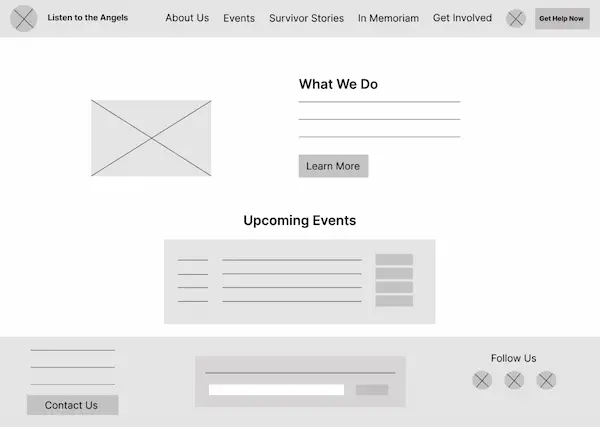 Listen to the Angels
About Us
Events
Survivor Stories
In Memoriam
Get Involved
Get Help Now
What We Do
Learn More
Upcoming Events
Contact Us
Follow Us